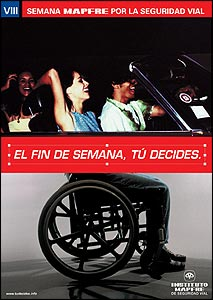 VIII SEMANA MAPFRE POR LA SEGURIDAD VIAL
EL FIN DE SEMANA, TÚ DECIDES.
INSTITUTO
MAPFRE
DE SEGURIDAD VIAL